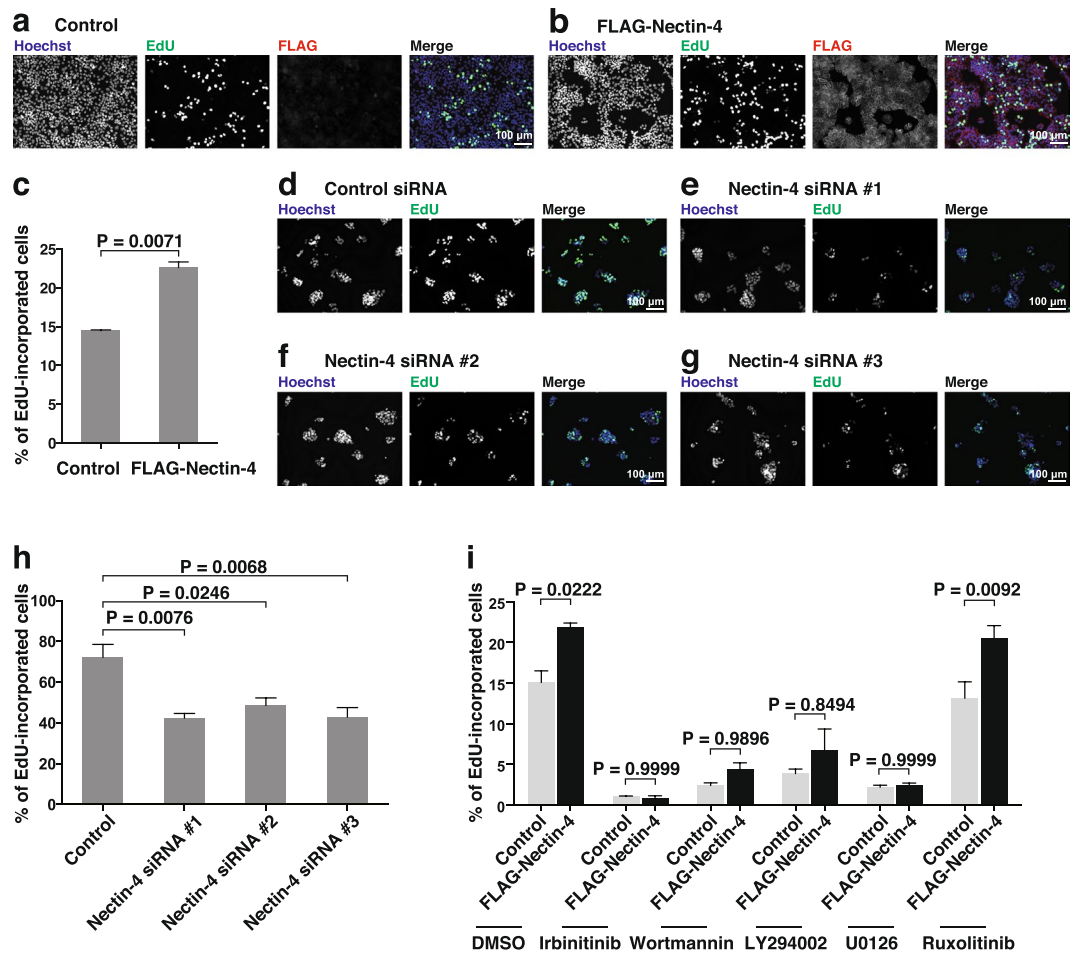 a Control
Hoechst EdU FLAG Merge
100 µm
b FLAG-Nectin-4
Hoechst EdU FLAG Merge
100 µm
c
% of EdU-incorporated cells
25
20
15
10
5
0
P = 0.0071
Control FLAG-Nectin-4
d Control siRNA
Hoechst EdU Merge
100 µm
e Nectin-4 siRNA #1
Hoechst EdU Merge
100 µm
f Nectin-4 siRNA #2
Hoechst EdU Merge
100 µm
g Nectin-4 siRNA #3
Hoechst EdU Merge
100 µm
h
% of EdU-incorporated cells
100
80
60
40
20
0
P = 0.0068
P = 0.0246
P = 0.0076
Control
Nectin-4 siRNA #1
Nectin-4 siRNA #2
Nectin-4 siRNA #3
i
% of EdU-incorporated cells
25
20
15
10
5
0
P = 0.0222
P = 0.9999
P = 0.9896
P = 0.8494
P = 0.9999
P = 0.0092
Control
FLAG-Nectin-4
Control
FLAG-Nectin-4
Control
FLAG-Nectin-4
Control
FLAG-Nectin-4
Control
FLAG-Nectin-4
Control
FLAG-Nectin-4
DMSO Irbinitinib Wortmannin LY294002 U0126 Ruxolitinib